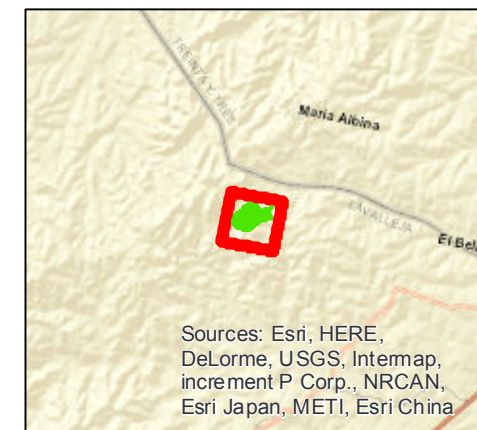 TREINTA Y TRES
Maria Albina
LAVALLEJA
El Bel
Sources: Esri, HERE,
DeLorme, USGS, Intermap,
increment P Corp., NRCAN,
Esri Japan, METI, Esri China